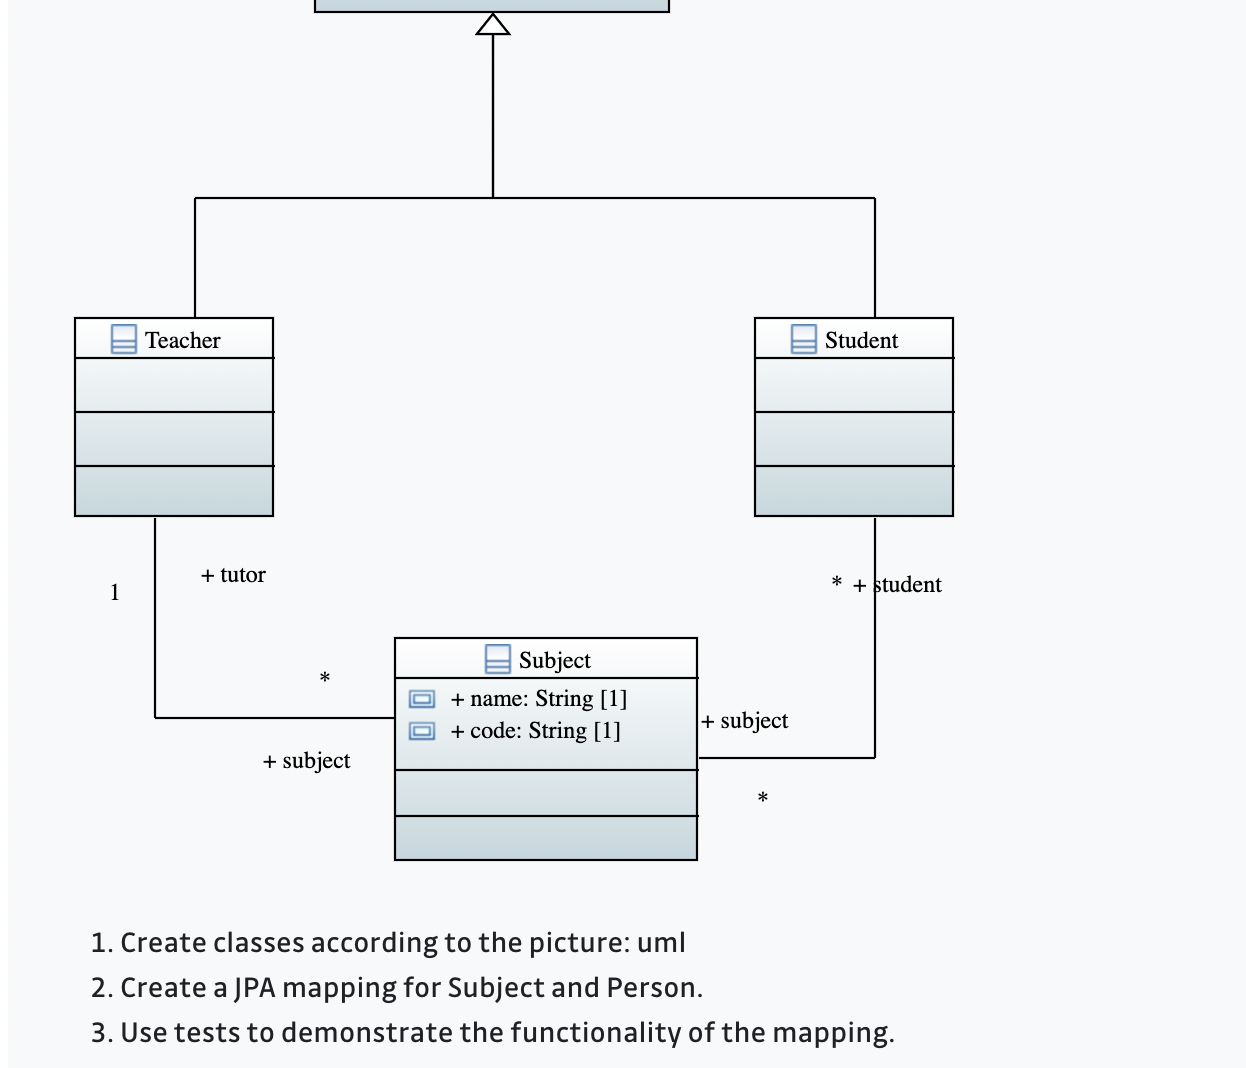 Teacher
Student
1
+ tutor
* + student
*
Subject
+ name: String [1]
+ code: String [1]
+ subject
+ subject
*
1. Create classes according to the picture: uml
2. Create a JPA mapping for Subject and Person.
3. Use tests to demonstrate the functionality of the mapping.